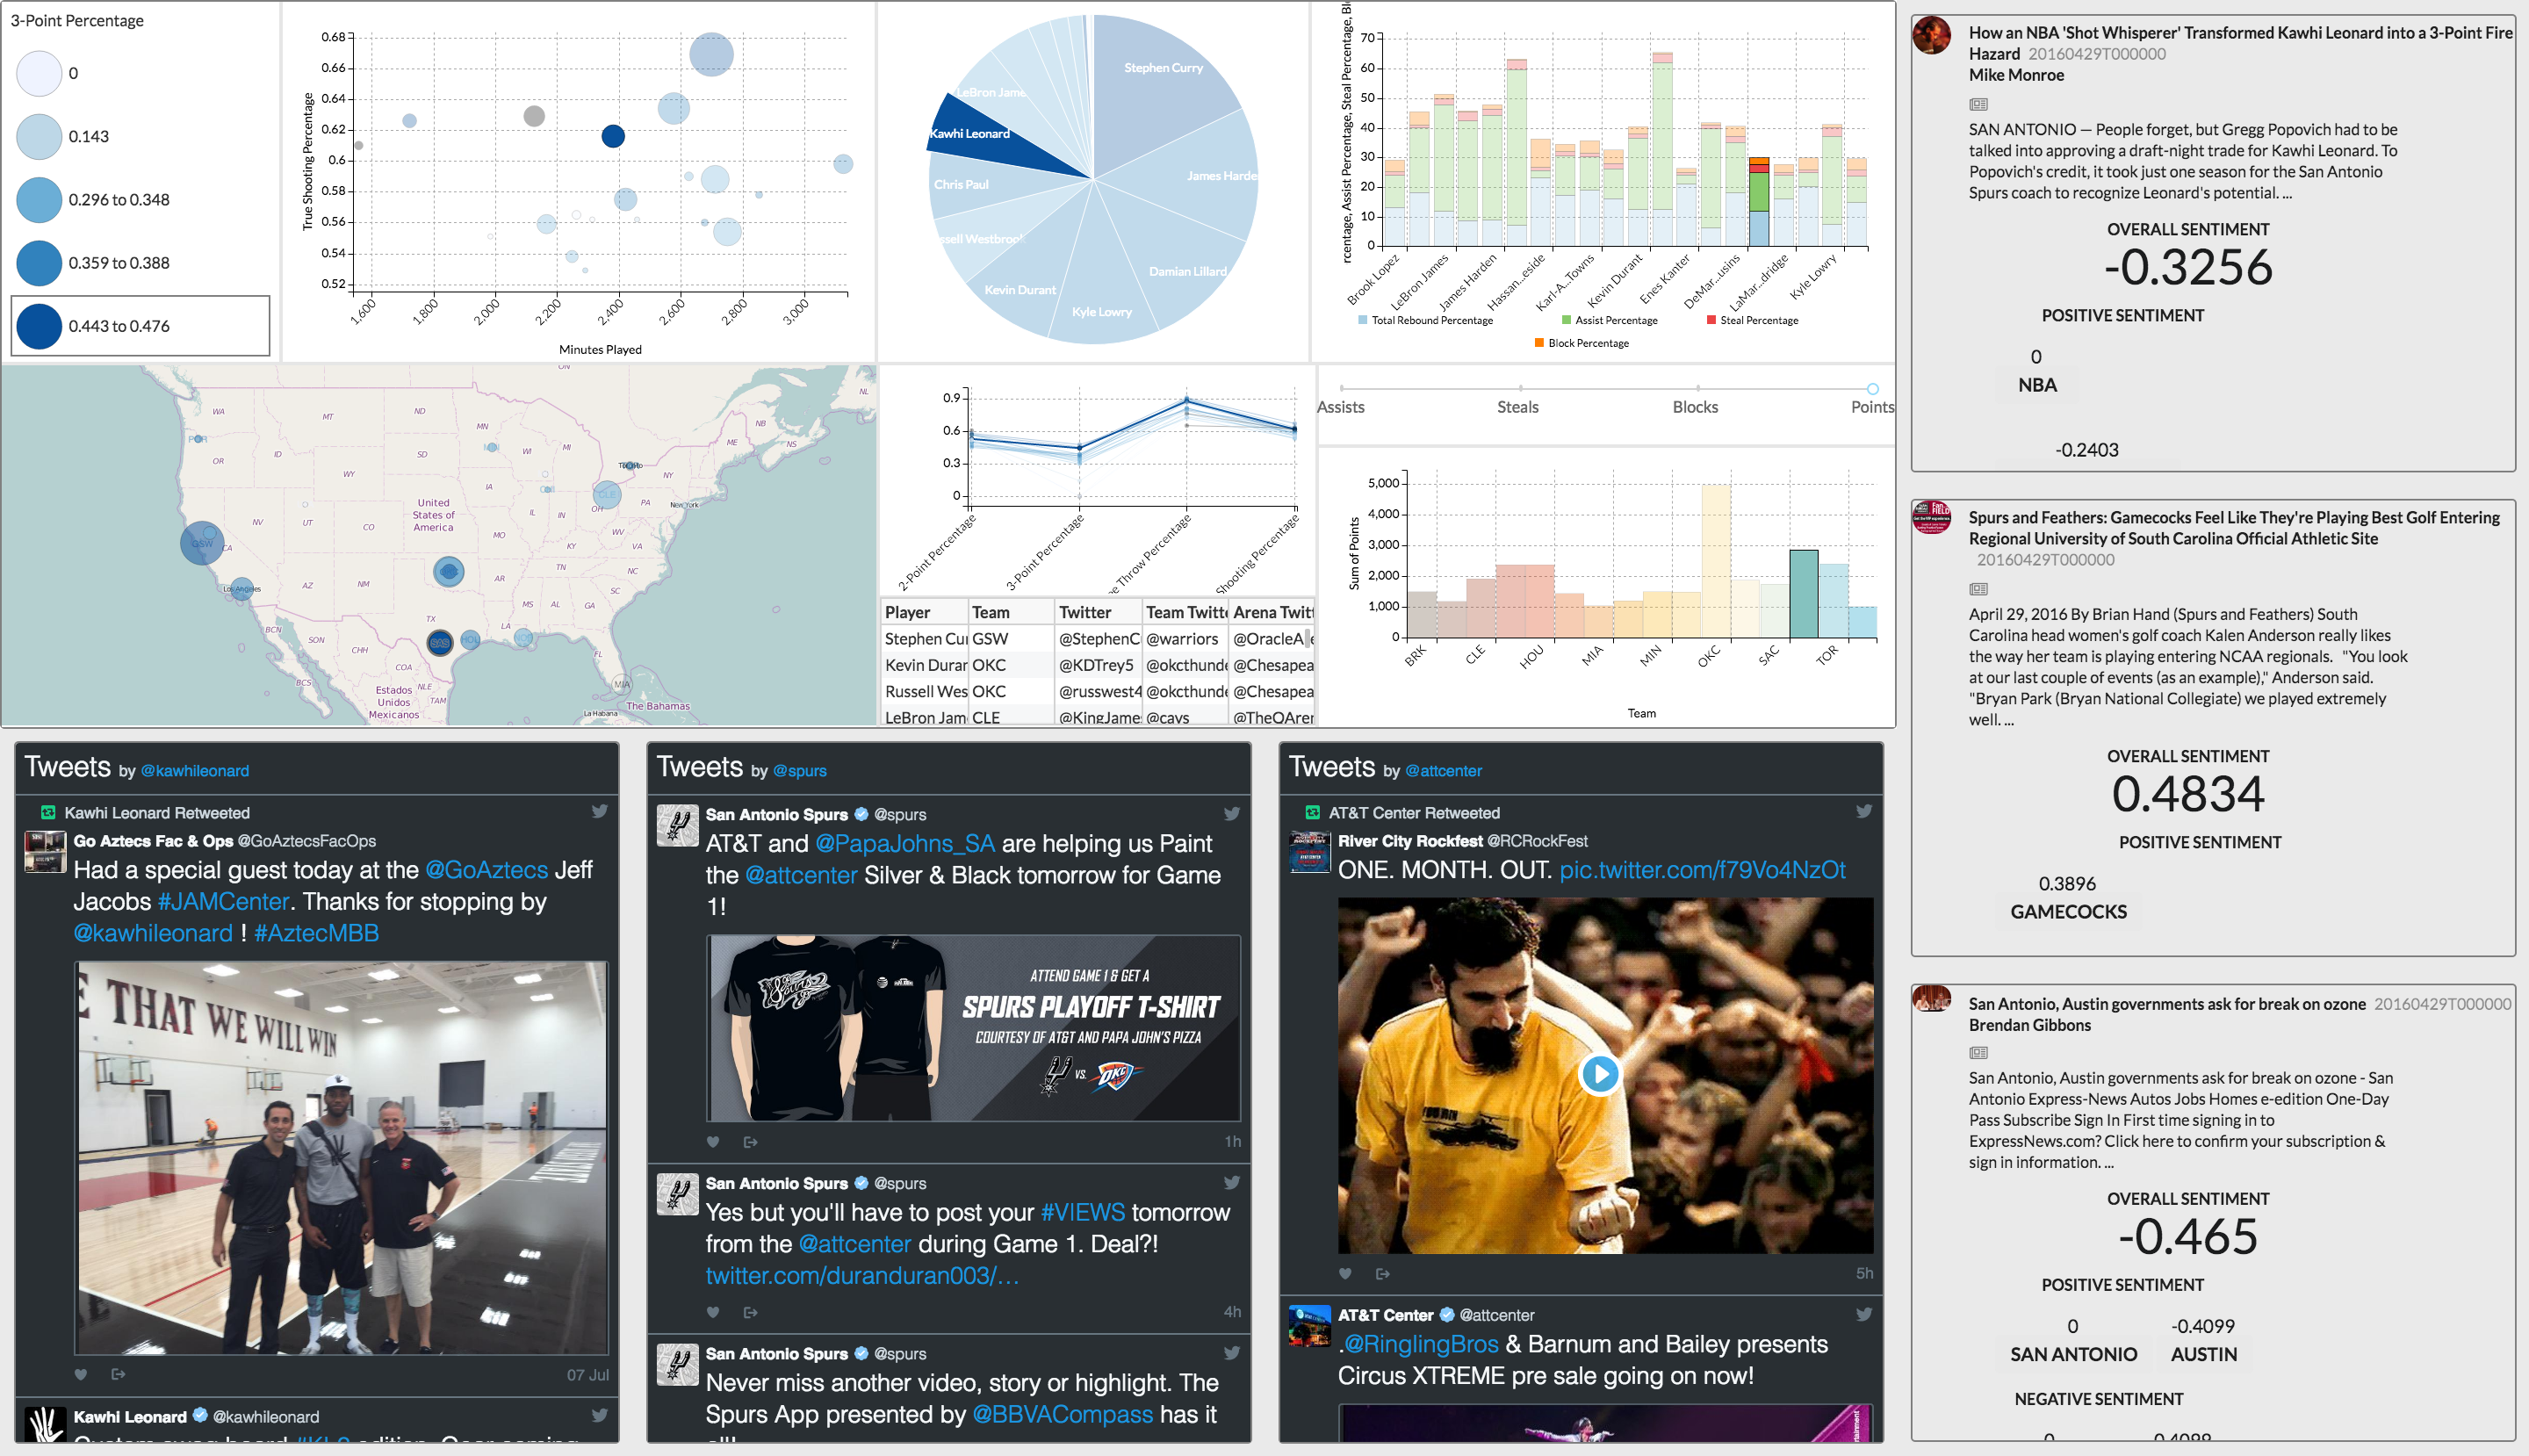 3-Point Percentage
0
0.143
0.296 to 0.348
0.359 to 0.388
0.443 to 0.476
True Shooting Percentage
0.68
0.66
0.64
0.62
0.6
0.58
0.56
0.54
0.52
1,600
1,800
2,000
2,200
2,400
2,600
2,800
3,000
Minutes Played
Stephen Curry
James Harde
Damian Lillard
Kyle Lowry
Kevin Durant
ssell Westbrook
Chris Paul
Kawhi Leonard
LeBron Jame
rcentage, Assist Percentage, Steal Percentage, Blo
70
60
50
40
30
20
10
0
Brook Lopez
LeBron James
James Harden
Hassan...eside
Karl-A...Towns
Kevin Durant
Enes Kanter
DeMar...usins
LaMar...dridge
Kyle Lowry
Total Rebound Percentage
Assist Percentage
Steal Percentage
Block Percentage
ON
NL
WA
MT
ND
MN
NB
ME
NS
POR
OR
ID
WY
SD
WI
MI
Toronto
NY
IA
NV
UT
CO
United
States of
America
IL
IN
OH
CLE
PA
New York
GSW
CA
MO
KY
WV
VA
Los Angeles
AZ
NM
AR
TN
NC
MS
AL
GA
SC
TX
LA
BCN
SON
CHH
SAS
HOU
FL
COA
BCS
Estados
Unidos
Mexicanos
NLE
TAM
MIA
La Habana
The Bahamas
0.9
0.6
0.3
0
2-Point Percentage
3-Point Percentage
e Throw Percentage
Shooting Percentage
Player Team Twitter Team Twitte Arena Twitt
Stephen Cur GSW @StephenC @warriors @OracleA e
Kevin Duran OKC @KDTrey5 @okcthunde @Chesapea
Russell Wes OKC @russwest4 @okcthunde @Chesapea
LeBron Jam CLE @KingJame @cavs @TheQAren
Assists
Steals
Blocks
Points
Sum of Points
5,000
4,000
3,000
2,000
1,000
0
BRK
CLE
HOU
MIA
MIN
OKC
SAC
TOR
Team
How an NBA 'Shot Whisperer' Transformed Kawhi Leonard into a 3-Point Fire
Hazard 20160429T000000
Mike Monroe
SAN ANTONIO — People forget, but Gregg Popovich had to be
talked into approving a draft-night trade for Kawhi Leonard. To
Popovich's credit, it took just one season for the San Antonio
Spurs coach to recognize Leonard's potential. ...
OVERALL SENTIMENT
-0.3256
POSITIVE SENTIMENT
0
NBA
-0.2403
Spurs and Feathers: Gamecocks Feel Like They're Playing Best Golf Entering
Regional University of South Carolina Official Athletic Site
20160429T000000
April 29, 2016 By Brian Hand (Spurs and Feathers) South
Carolina head women's golf coach Kalen Anderson really likes
the way her team is playing entering NCAA regionals. "You look
at our last couple of events (as an example)," Anderson said.
"Bryan Park (Bryan National Collegiate) we played extremely
well. ...
OVERALL SENTIMENT
0.4834
POSITIVE SENTIMENT
0.3896
GAMECOCKS
San Antonio, Austin governments ask for break on ozone 20160429T000000
Brendan Gibbons
San Antonio, Austin governments ask for break on ozone - San
Antonio Express-News Autos Jobs Homes e-edition One-Day
Pass Subscribe Sign In First time signing in to
ExpressNews.com? Click here to confirm your subscription &
sign in information. ...
OVERALL SENTIMENT
-0.465
POSITIVE SENTIMENT
0 -0.4099
SAN ANTONIO AUSTIN
NEGATIVE SENTIMENT
0 -0.4099
Tweets by @kawhileonard
Kawhi Leonard Retweeted
Go Aztecs Fac & Ops @GoAztecsFacOps
Had a special guest today at the @GoAztecs Jeff
Jacobs #JAMCenter. Thanks for stopping by
@kawhileonard ! #AztecMBB
E THAT WE WILL WIN
07 Jul
Kawhi Leonard @kawhileonard
Tweets by @spurs
San Antonio Spurs @spurs
AT&T and @PapaJohns_SA are helping us Paint
the @attcenter Silver & Black tomorrow for Game
1!
Spurs
ATTEND GAME 1 & GET A
SPURS PLAYOFF T-SHIRT
COURTESY OF AT&T AND PAPA JOHN'S PIZZA
VS.
OKC
1h
San Antonio Spurs @spurs
Yes but you'll have to post your #VIEWS tomorrow
from the @attcenter during Game 1. Deal?!
twitter.com/duranduran003/…
4h
San Antonio Spurs @spurs
Never miss another video, story or highlight. The
Spurs App presented by @BBVACompass has it
all!
Tweets by @attcenter
AT&T Center Retweeted
River City Rockfest @RCRockFest
ONE. MONTH. OUT. pic.twitter.com/f79Vo4NzOt
5h
AT&T Center @attcenter
.@RinglingBros & Barnum and Bailey presents
Circus XTREME pre sale going on now!